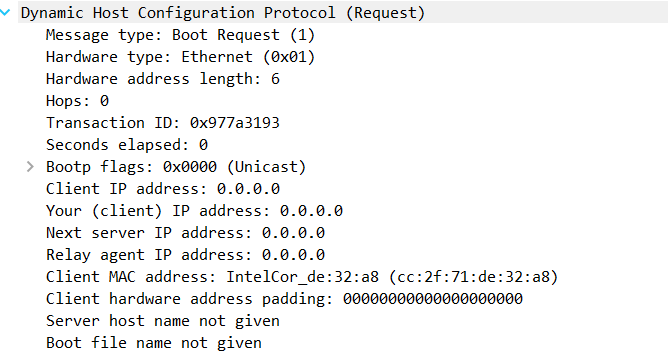 Dynamic Host Configuration Protocol (Request)
Message type: Boot Request (1)
Hardware type: Ethernet (0x01)
Hardware address length: 6
Hops: 0
Transaction ID: 0x977a3193
Seconds elapsed: 0
Bootp flags: 0x0000 (Unicast)
Client IP address: 0.0.0.0
Your (client) IP address: 0.0.0.0
Next server IP address: 0.0.0.0
Relay agent IP address: 0.0.0.0
Client MAC address: IntelCor_de:32:a8 (cc:2f:71:de:32:a8)
Client hardware address padding: 00000000000000000000
Server host name not given
Boot file name not given